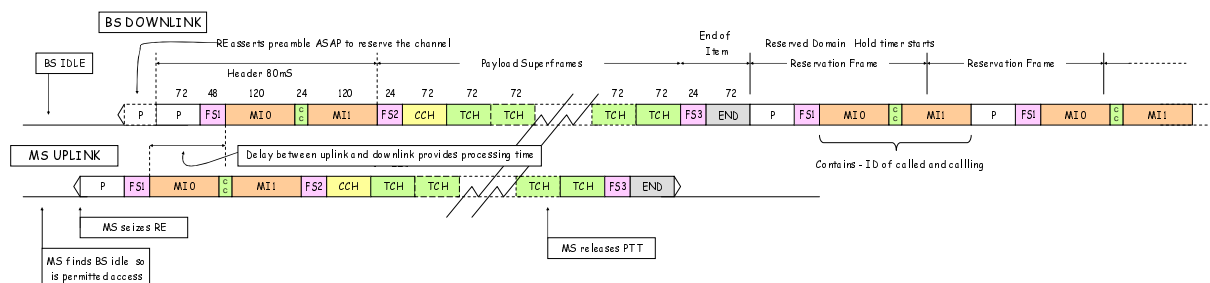 BS DOWNLINK
RE asserts preamble ASAP to reserve the channel
End of
Item
Reserved Domain Hold timer starts
BS IDLE
Header 80mS
Payload Superframes
Reservation Frame
Reservation Frame
72 48 120 24 120 24 72 72 72 72 72 24 72
P P FS1 MI0 CC MI1 FS2 CCH TCH TCH TCH TCH FS3 END P FS1 MI0 CC MI1 P FS1 MI0 CC MI1
MS UPLINK
Delay between uplink and downlink provides processing time
Contains - ID of called and callling
P FS1 MI0 CC MI1 FS2 CCH TCH TCH TCH TCH FS3 END
MS seizes RE
MS releases PTT
MS finds BS idle so
is permitted access